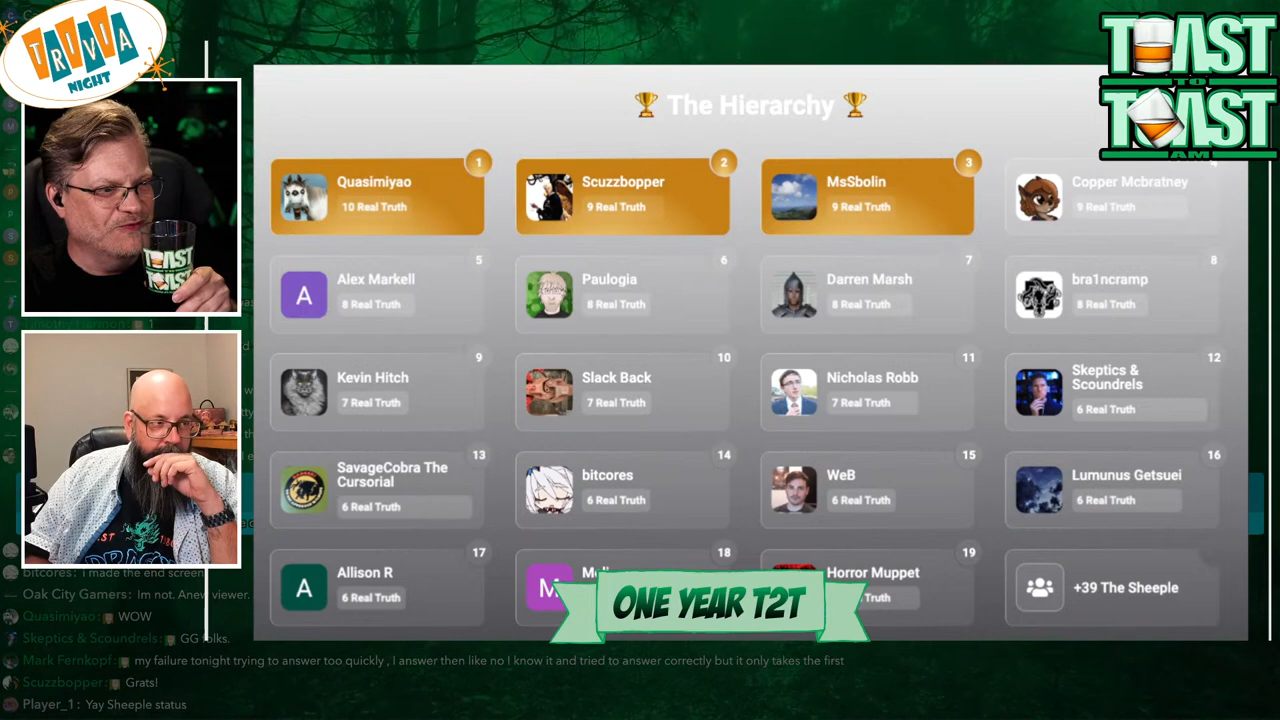 TRIVIA
NIGHT
TOAST
TO
TOAST
AM
🏆 The Hierarchy 🏆
1
Quasimiyao
10 Real Truth
2
Scuzzbopper
9 Real Truth
3
MsSbolin
9 Real Truth
Copper Mcbratney
9 Real Truth
5
A
Alex Markell
8 Real Truth
6
Paulogia
8 Real Truth
7
Darren Marsh
8 Real Truth
8
bra1ncramp
8 Real Truth
9
Kevin Hitch
7 Real Truth
10
Slack Back
7 Real Truth
11
Nicholas Robb
7 Real Truth
12
Skeptics &
Scoundrels
6 Real Truth
13
SavageCobra The
Cursorial
6 Real Truth
14
bitcores
6 Real Truth
15
WeB
6 Real Truth
16
Lumunus Getsuei
6 Real Truth
17
A
Allison R
6 Real Truth
18
M
19
Horror Muppet
Truth
+39 The Sheeple
ONE YEAR T2T
TOAST
TOAST
bitcores: I made the end screen
Oak City Gamers: Im not. Anew viewer.
Quasimiyao: WOW
Skeptics & Scoundrels: GG folks.
Mark Fernkopf: my failure tonight trying to answer too quickly , I answer then like no I know it and tried to answer correctly but it only takes the first
Scuzzbopper: Grats!
Player_1: Yay Sheeple status